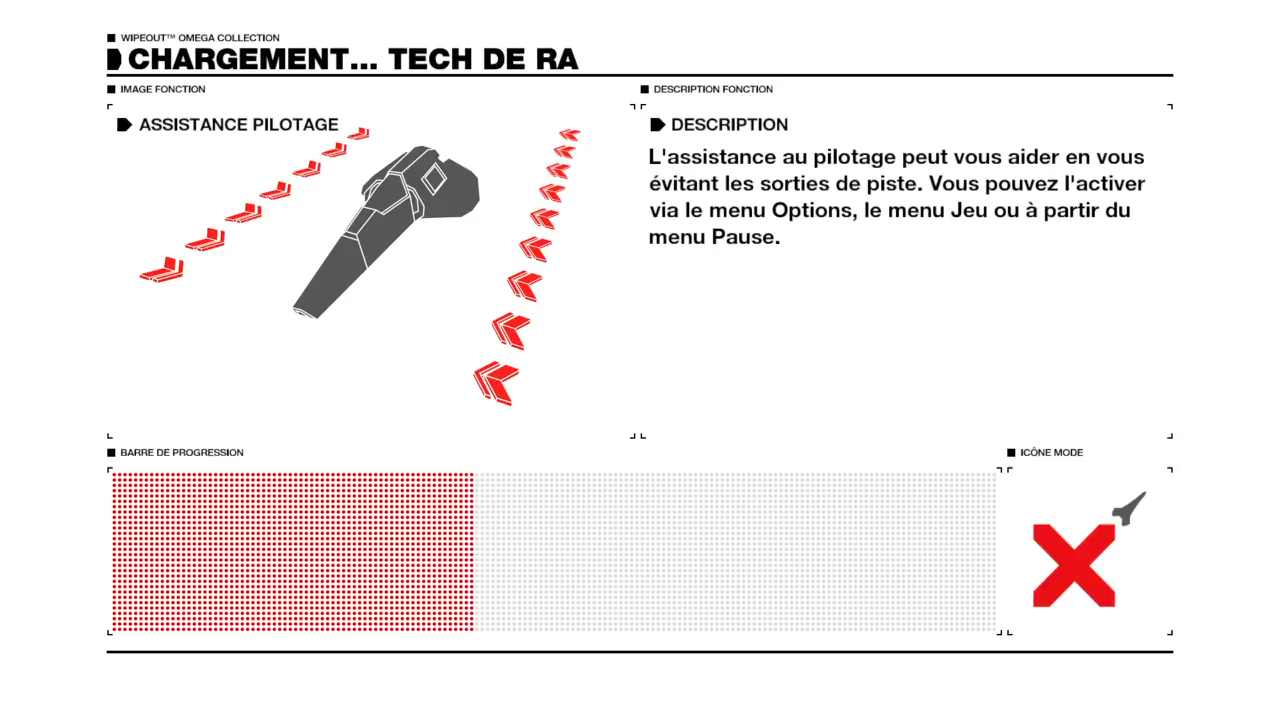 WIPEOUT™ OMEGA COLLECTION
CHARGEMENT... TECH DE RA
IMAGE FONCTION
ASSISTANCE PILOTAGE
DESCRIPTION FONCTION
DESCRIPTION
L'assistance au pilotage peut vous aider en vous
évitant les sorties de piste. Vous pouvez l'activer
via le menu Options, le menu Jeu ou à partir du
menu Pause.
BARRE DE PROGRESSION
ICÔNE MODE